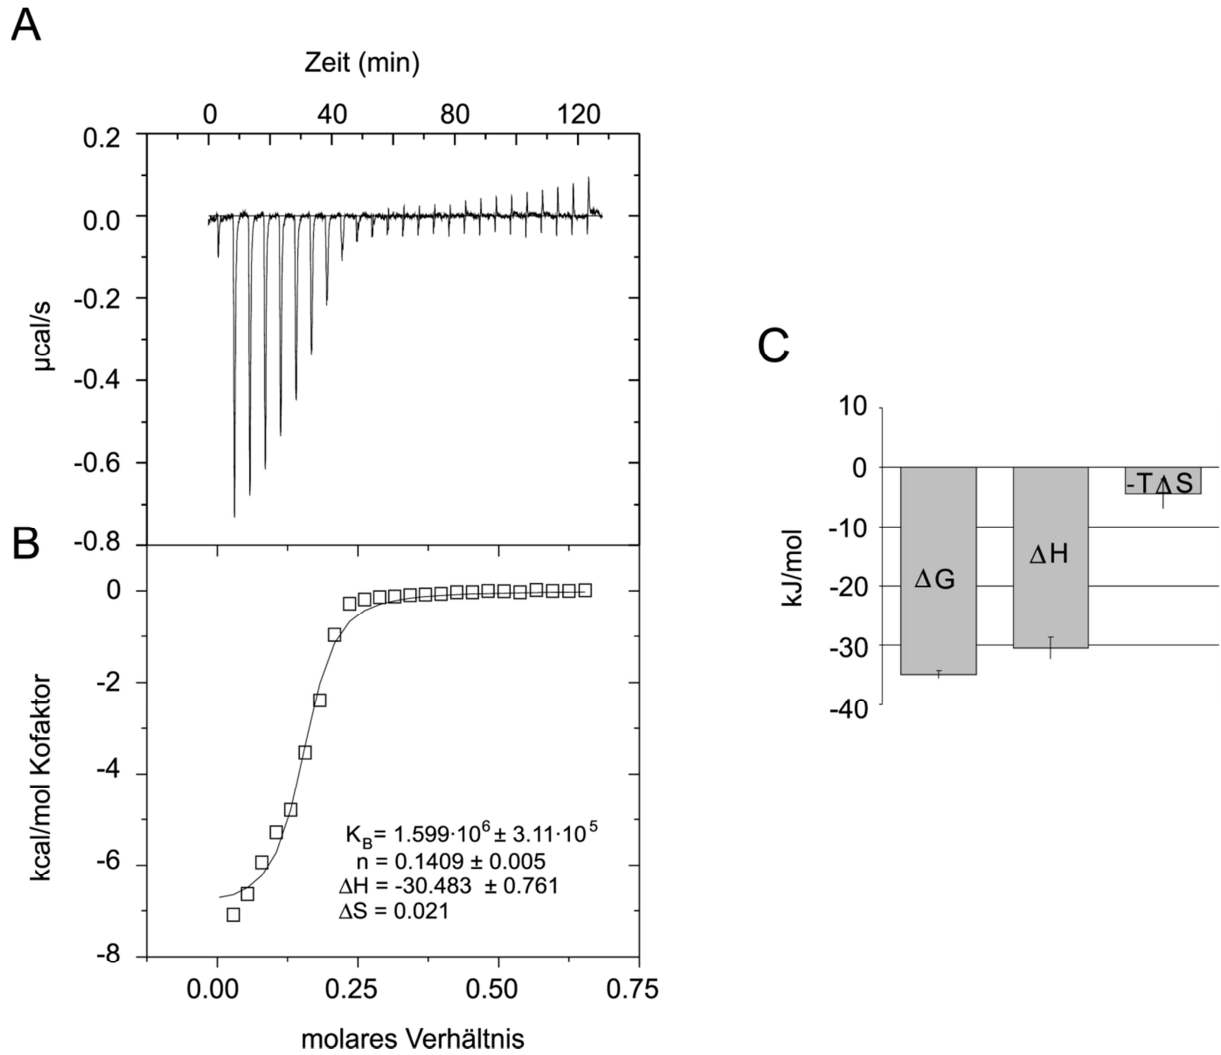 A
Zeit (min)
0 40 80 120
0.2
0.0
-0.2
-0.4
-0.6
-0.8
µcal/s
B
0
-2
-4
-6
-8
kcal/mol Kofaktor
K_B= 1.599·10^6 ± 3.11·10^5
n = 0.1409 ± 0.005
ΔH = -30.483 ± 0.761
ΔS = 0.021
0.00 0.25 0.50 0.75
molares Verhältnis
C
10
0
-10
-20
-30
-40
kJ/mol
ΔG
ΔH
-TΔS